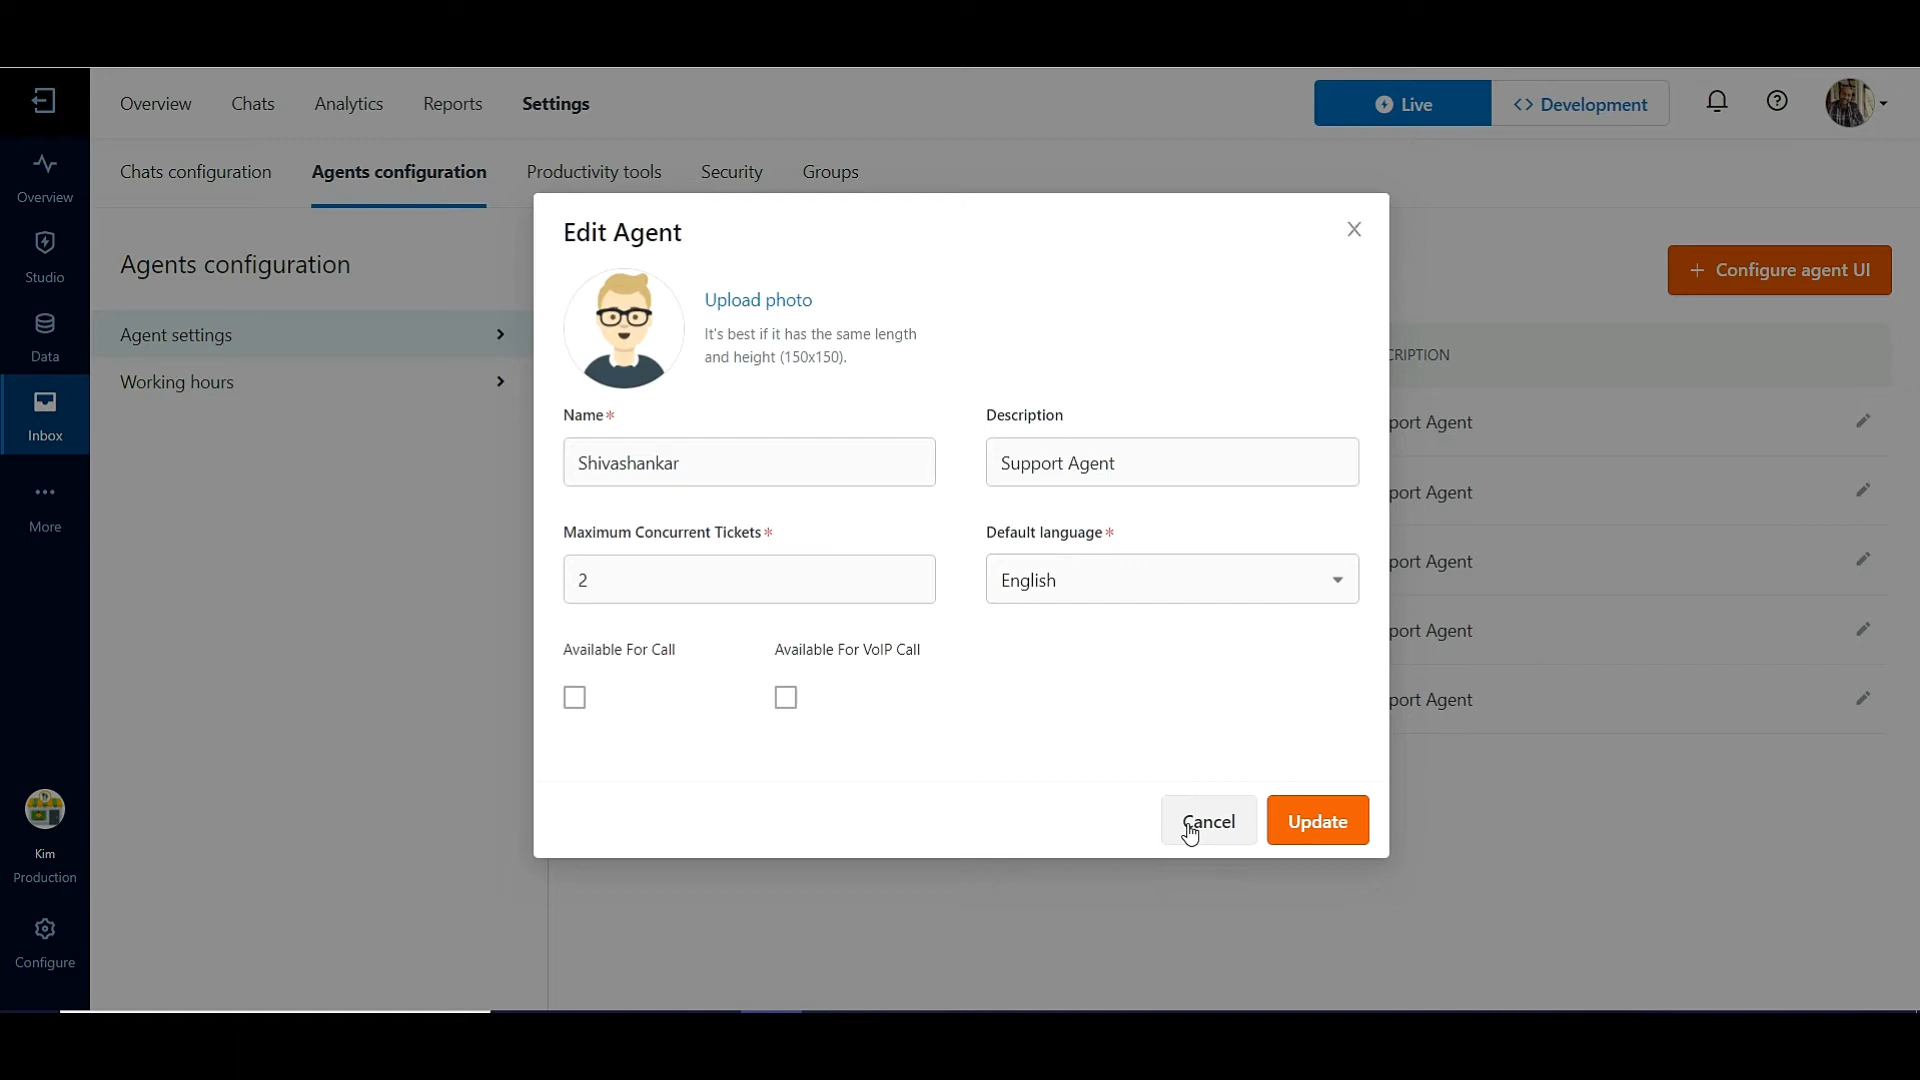 Overview Chats Analytics Reports Settings
Live <> Development
Chats configuration Agents configuration Productivity tools Security Groups
Overview
Studio
Data
Inbox
More
Kim
Production
Configure
Agents configuration
Agent settings
Working hours
+ Configure agent UI
CRIPTION
port Agent
port Agent
port Agent
port Agent
port Agent
Edit Agent
Upload photo
It's best if it has the same length
and height (150x150).
Name*
Shivashankar
Description
Support Agent
Maximum Concurrent Tickets*
2
Default language*
English
Available For Call
Available For VoIP Call
Cancel
Update